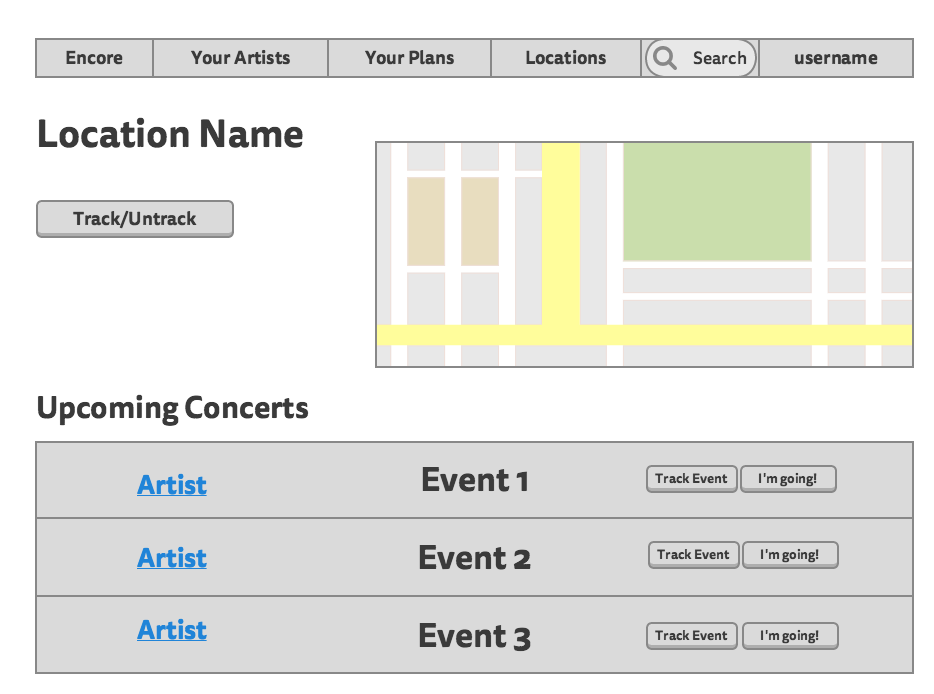 Encore Your Artists Your Plans Locations Search username
Location Name
Track/Untrack
Upcoming Concerts
Artist Event 1 Track Event I'm going!
Artist Event 2 Track Event I'm going!
Artist Event 3 Track Event I'm going!